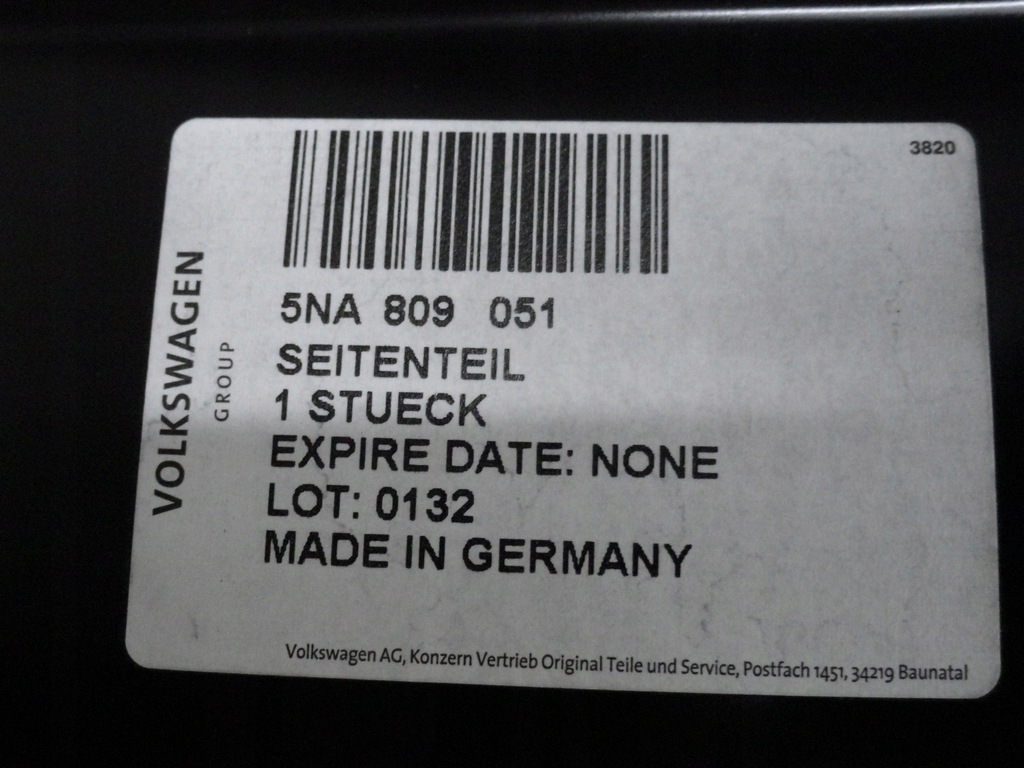 3820
VOLKSWAGEN
GROUP
5NA 809 051
SEITENTEIL
1 STUECK
EXPIRE DATE: NONE
LOT: 0132
MADE IN GERMANY
Volkswagen AG, Konzern Vertrieb Original Teile und Service, Postfach 1451, 34219 Baunatal